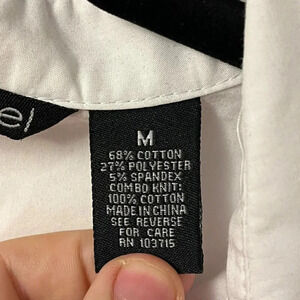 el
M
68% COTTON
27% POLYESTER
5% SPANDEX
COMBO KNIT:
100% COTTON
MADE IN CHINA
SEE REVERSE
FOR CARE
RN 103715